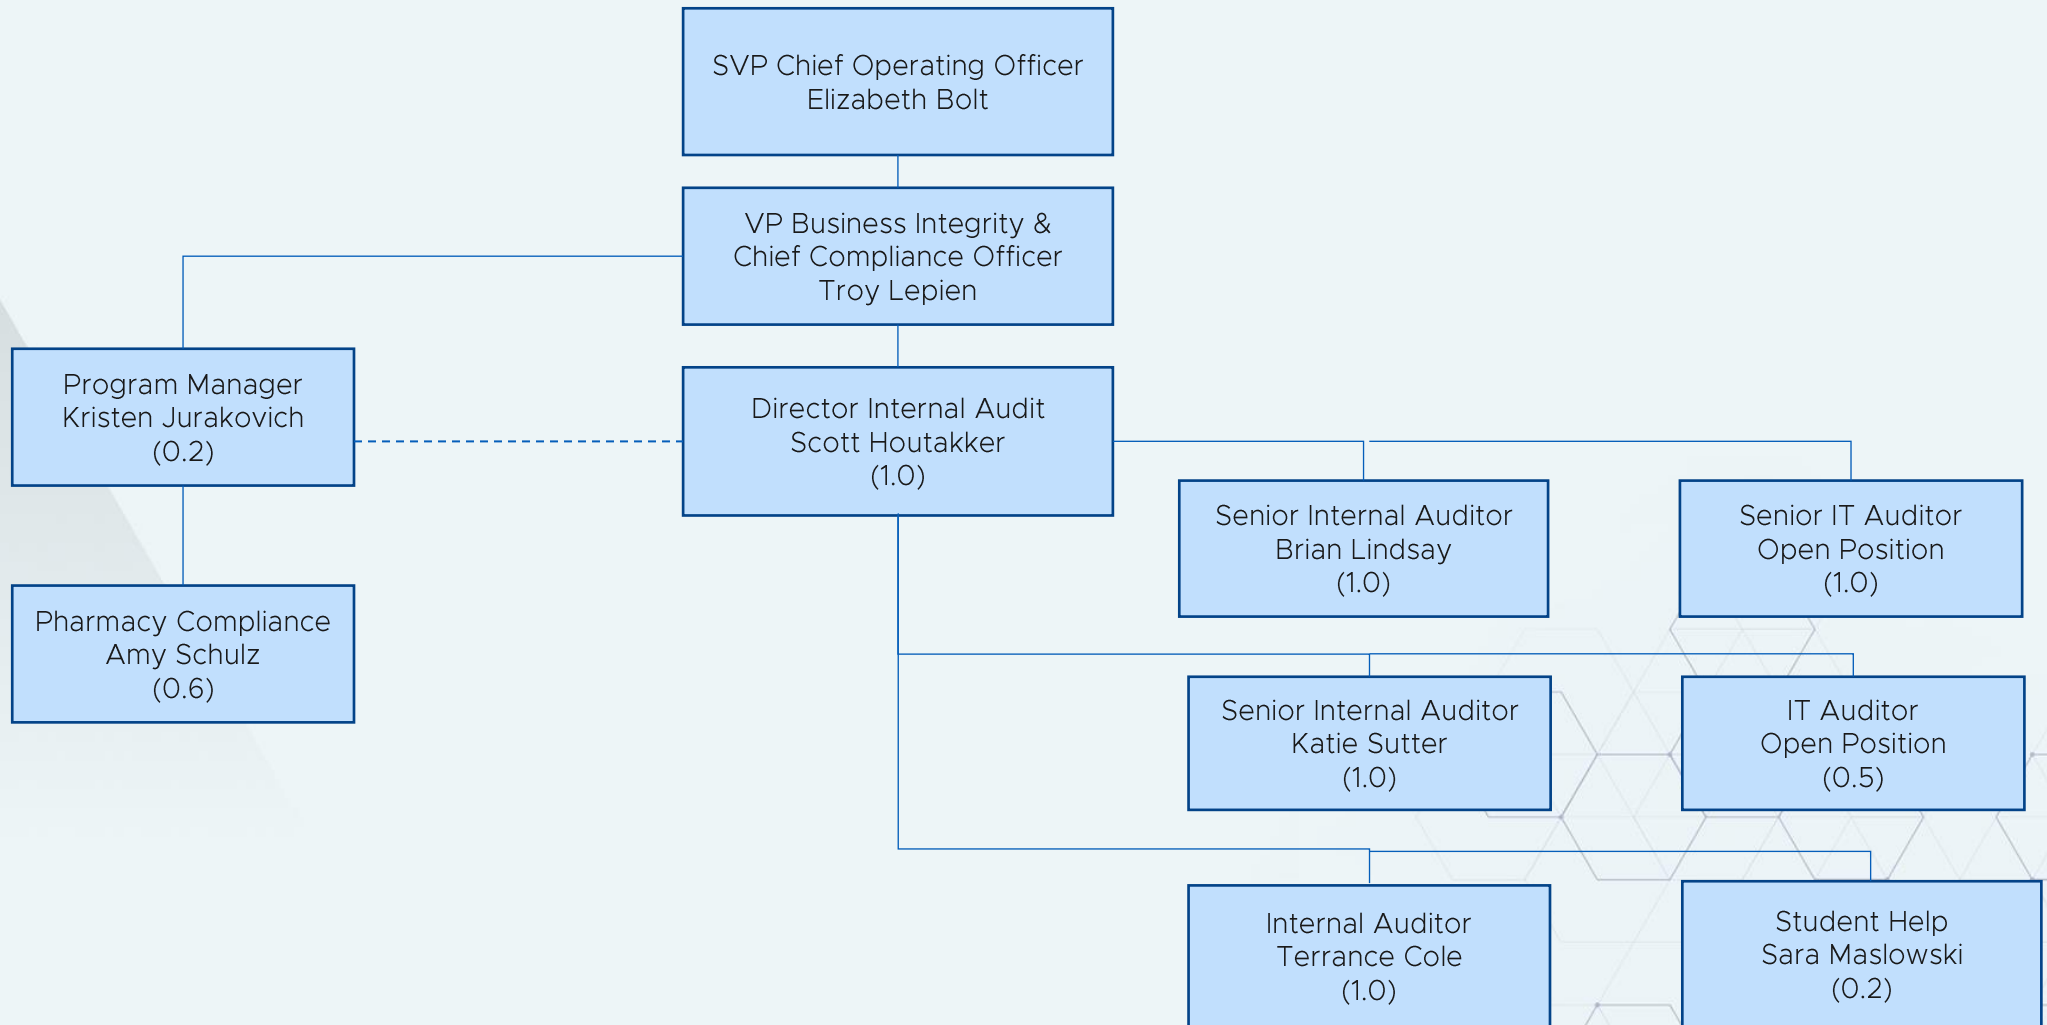 SVP Chief Operating Officer
Elizabeth Bolt
VP Business Integrity &
Chief Compliance Officer
Troy Lepien
Program Manager
Kristen Jurakovich
(0.2)
Director Internal Audit
Scott Houtakker
(1.0)
Senior Internal Auditor
Brian Lindsay
(1.0)
Senior IT Auditor
Open Position
(1.0)
Pharmacy Compliance
Amy Schulz
(0.6)
Senior Internal Auditor
Katie Sutter
(1.0)
IT Auditor
Open Position
(0.5)
Internal Auditor
Terrance Cole
(1.0)
Student Help
Sara Maslowski
(0.2)